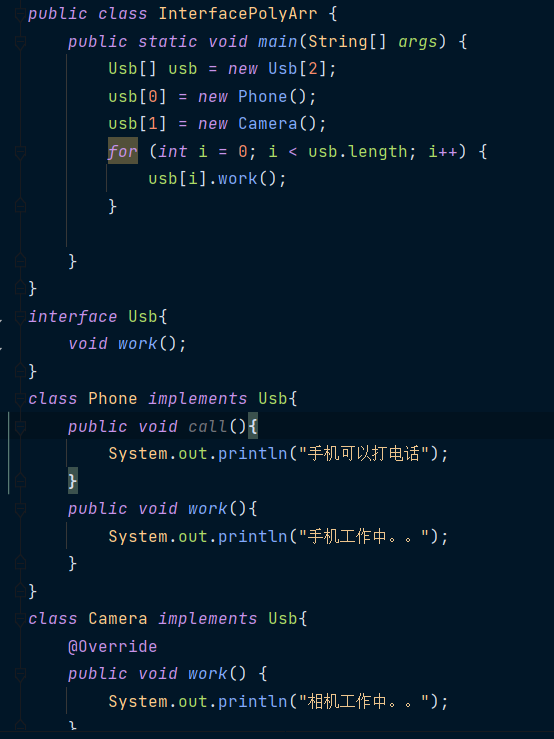 public class InterfacePolyArr {
    public static void main(String[] args) {
        Usb[] usb = new Usb[2];
        usb[0] = new Phone();
        usb[1] = new Camera();
        for (int i = 0; i < usb.length; i++) {
            usb[i].work();
        }
    }
}
interface Usb{
    void work();
}
class Phone implements Usb{
    public void call(){
        System.out.println("手机可以打电话");
    }
    public void work(){
        System.out.println("手机工作中。。");
    }
}
class Camera implements Usb{
    @Override
    public void work() {
        System.out.println("相机工作中。。");
    }